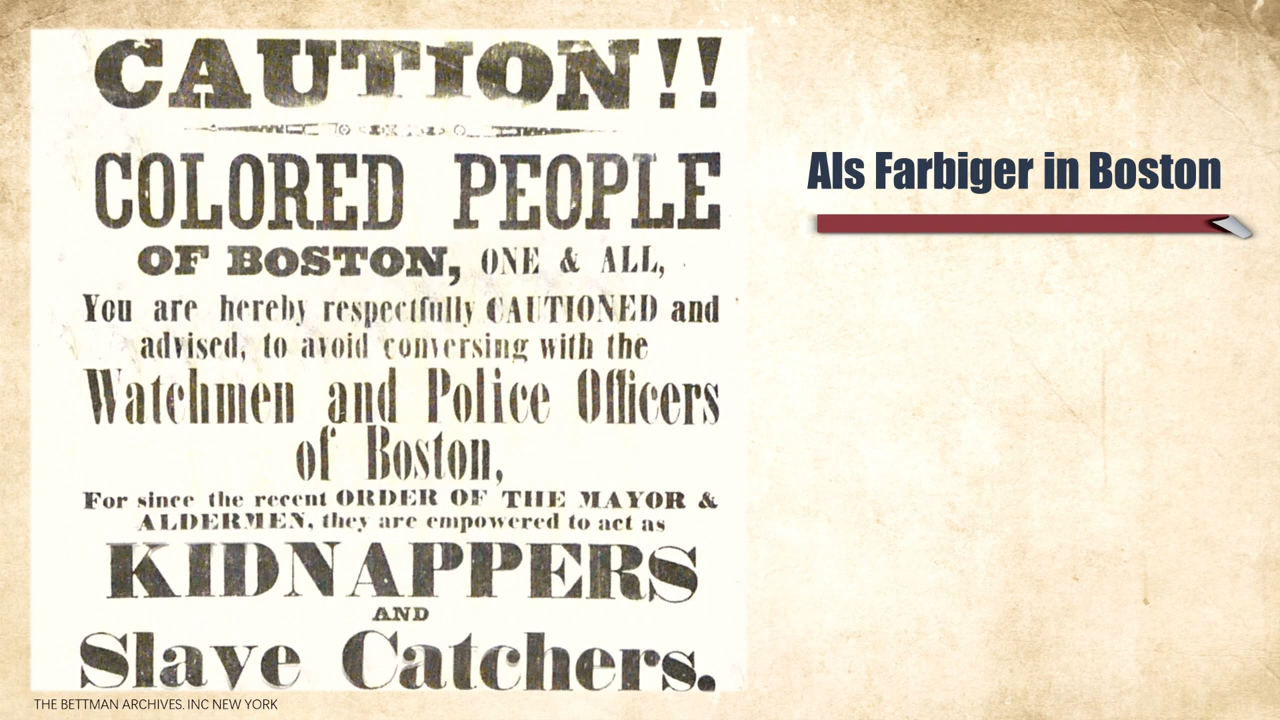 CAUTION!!
COLORED PEOPLE
OF BOSTON, ONE & ALL,
You are hereby respectfully CAUTIONED and
advised, to avoid conversing with the
Watchmen and Police Officers
of Boston,
For since the recent ORDER OF THE MAYOR &
ALDERMEN, they are empowered to act as
KIDNAPPERS
AND
Slave Catchers.
THE BETTMAN ARCHIVES. INC NEW YORK
Als Farbiger in Boston